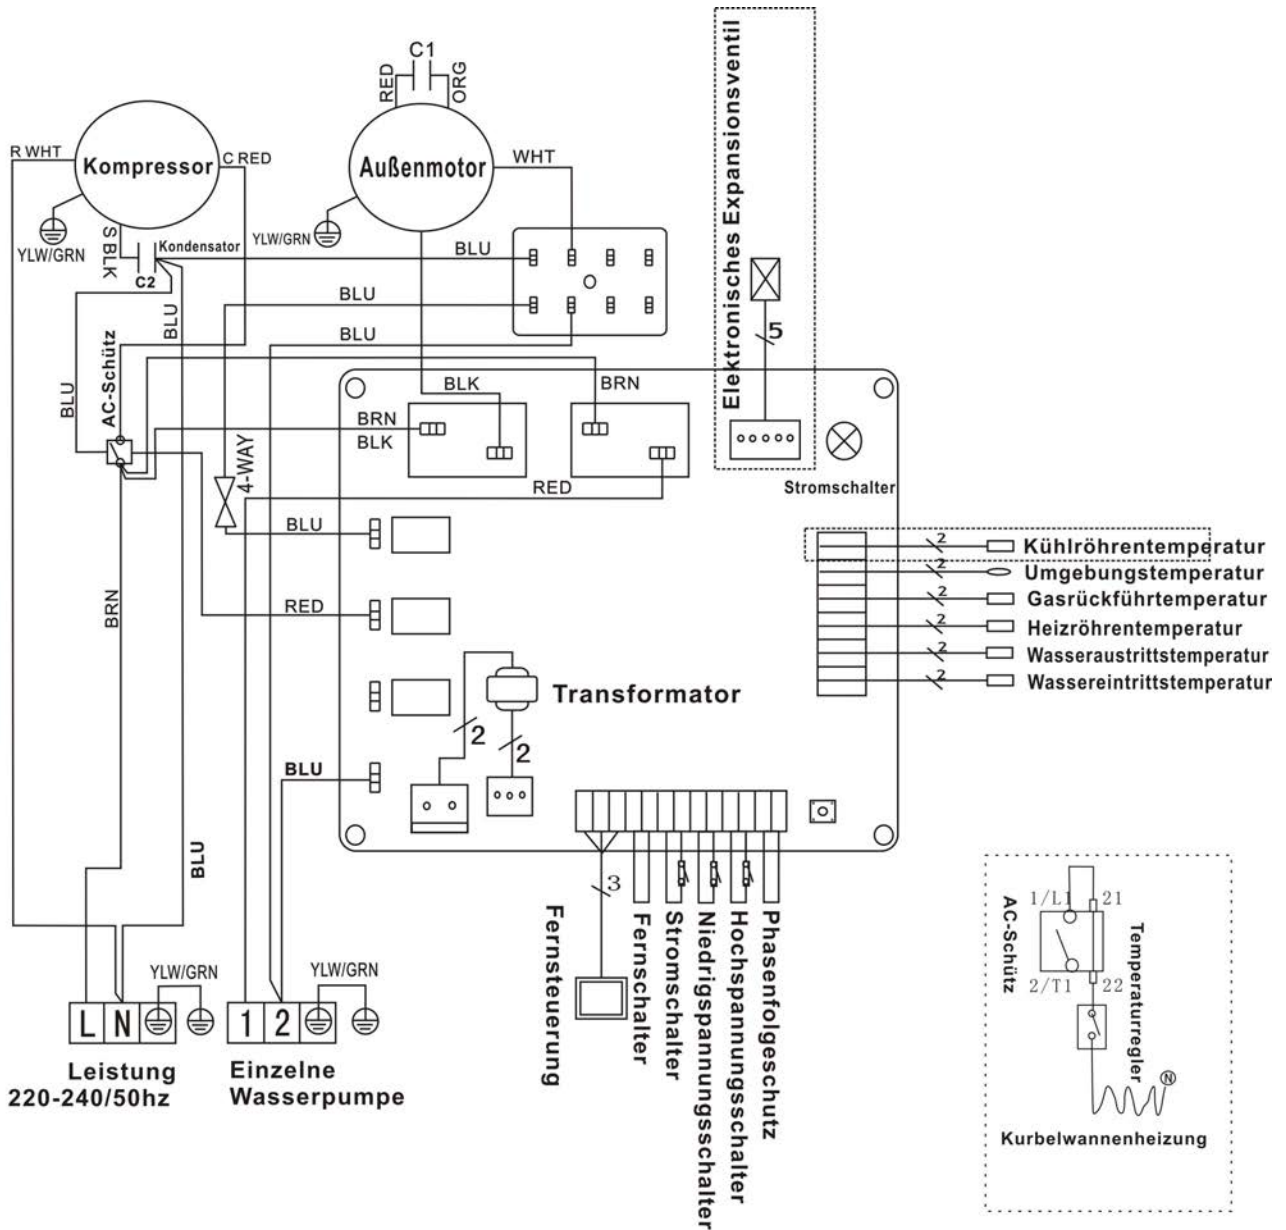 C1
RED
ORG
Kompressor
R WHT
C RED
YLW/GRN
S BLK
Kondensator
C2
BLU
BLU
AC-Schütz
Außenmotor
WHT
YLW/GRN
BLU
BLU
BLU
Elektronisches Expansionsventil
5
BLK
BRN
BRN
BLK
RED
4-WAY
Stromschalter
BLU
RED
BRN
BLU
BLU
Transformator
2
2
2
Kühlröhrentemperatur
2
Umgebungstemperatur
2
Gasrückführtemperatur
2
Heizröhrentemperatur
2
Wasseraustrittstemperatur
2
Wassereintrittstemperatur
3
Fernsteuerung
Fernschalter
Stromschalter
Niedrigspannungsschalter
Hochspannungsschalter
Phasenfolgeschutz
YLW/GRN
L N
Leistung
220-240/50hz
YLW/GRN
1 2
Einzelne
Wasserpumpe
AC-Schütz
1/L1
21
2/T1
22
Temperaturregler
N
Kurbelwannenheizung